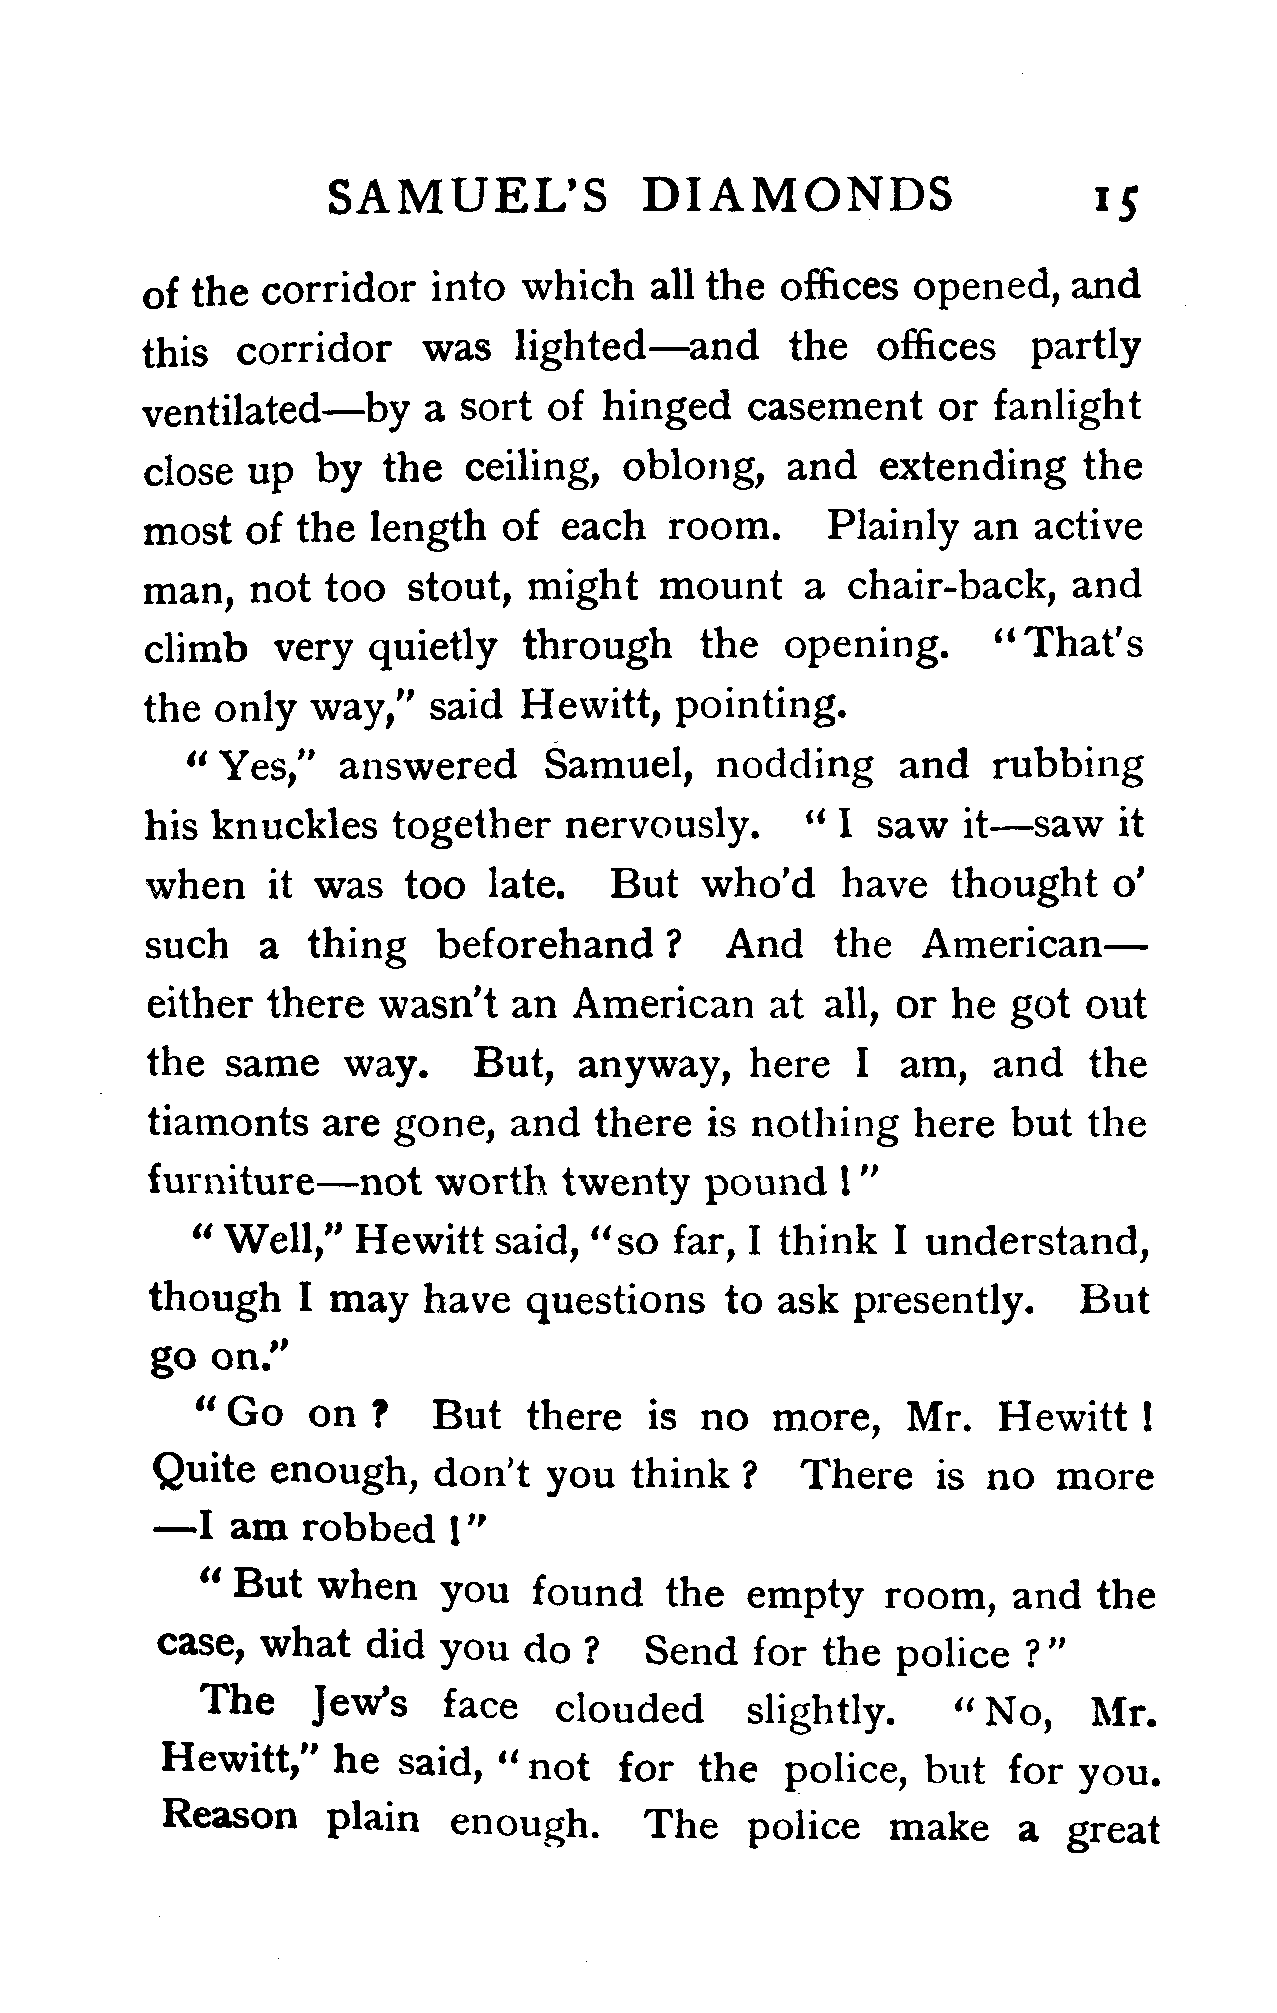 SAMUEL'S DIAMONDS 15
of the corridor into which all the offices opened, and
this corridor was lighted—and the offices partly
ventilated—by a sort of hinged casement or fanlight
close up by the ceiling, oblong, and extending the
most of the length of each room. Plainly an active
man, not too stout, might mount a chair-back, and
climb very quietly through the opening. "That's
the only way," said Hewitt, pointing.
"Yes," answered Samuel, nodding and rubbing
his knuckles together nervously. "I saw it—saw it
when it was too late. But who'd have thought o'
such a thing beforehand? And the American—
either there wasn't an American at all, or he got out
the same way. But, anyway, here I am, and the
tiamonts are gone, and there is nothing here but the
furniture—not worth twenty pound!"
"Well," Hewitt said, "so far, I think I understand,
though I may have questions to ask presently. But
go on."
"Go on? But there is no more, Mr. Hewitt!
Quite enough, don't you think? There is no more
—I am robbed!"
"But when you found the empty room, and the
case, what did you do? Send for the police?"
The Jew's face clouded slightly. "No, Mr.
Hewitt," he said, "not for the police, but for you.
Reason plain enough. The police make a great